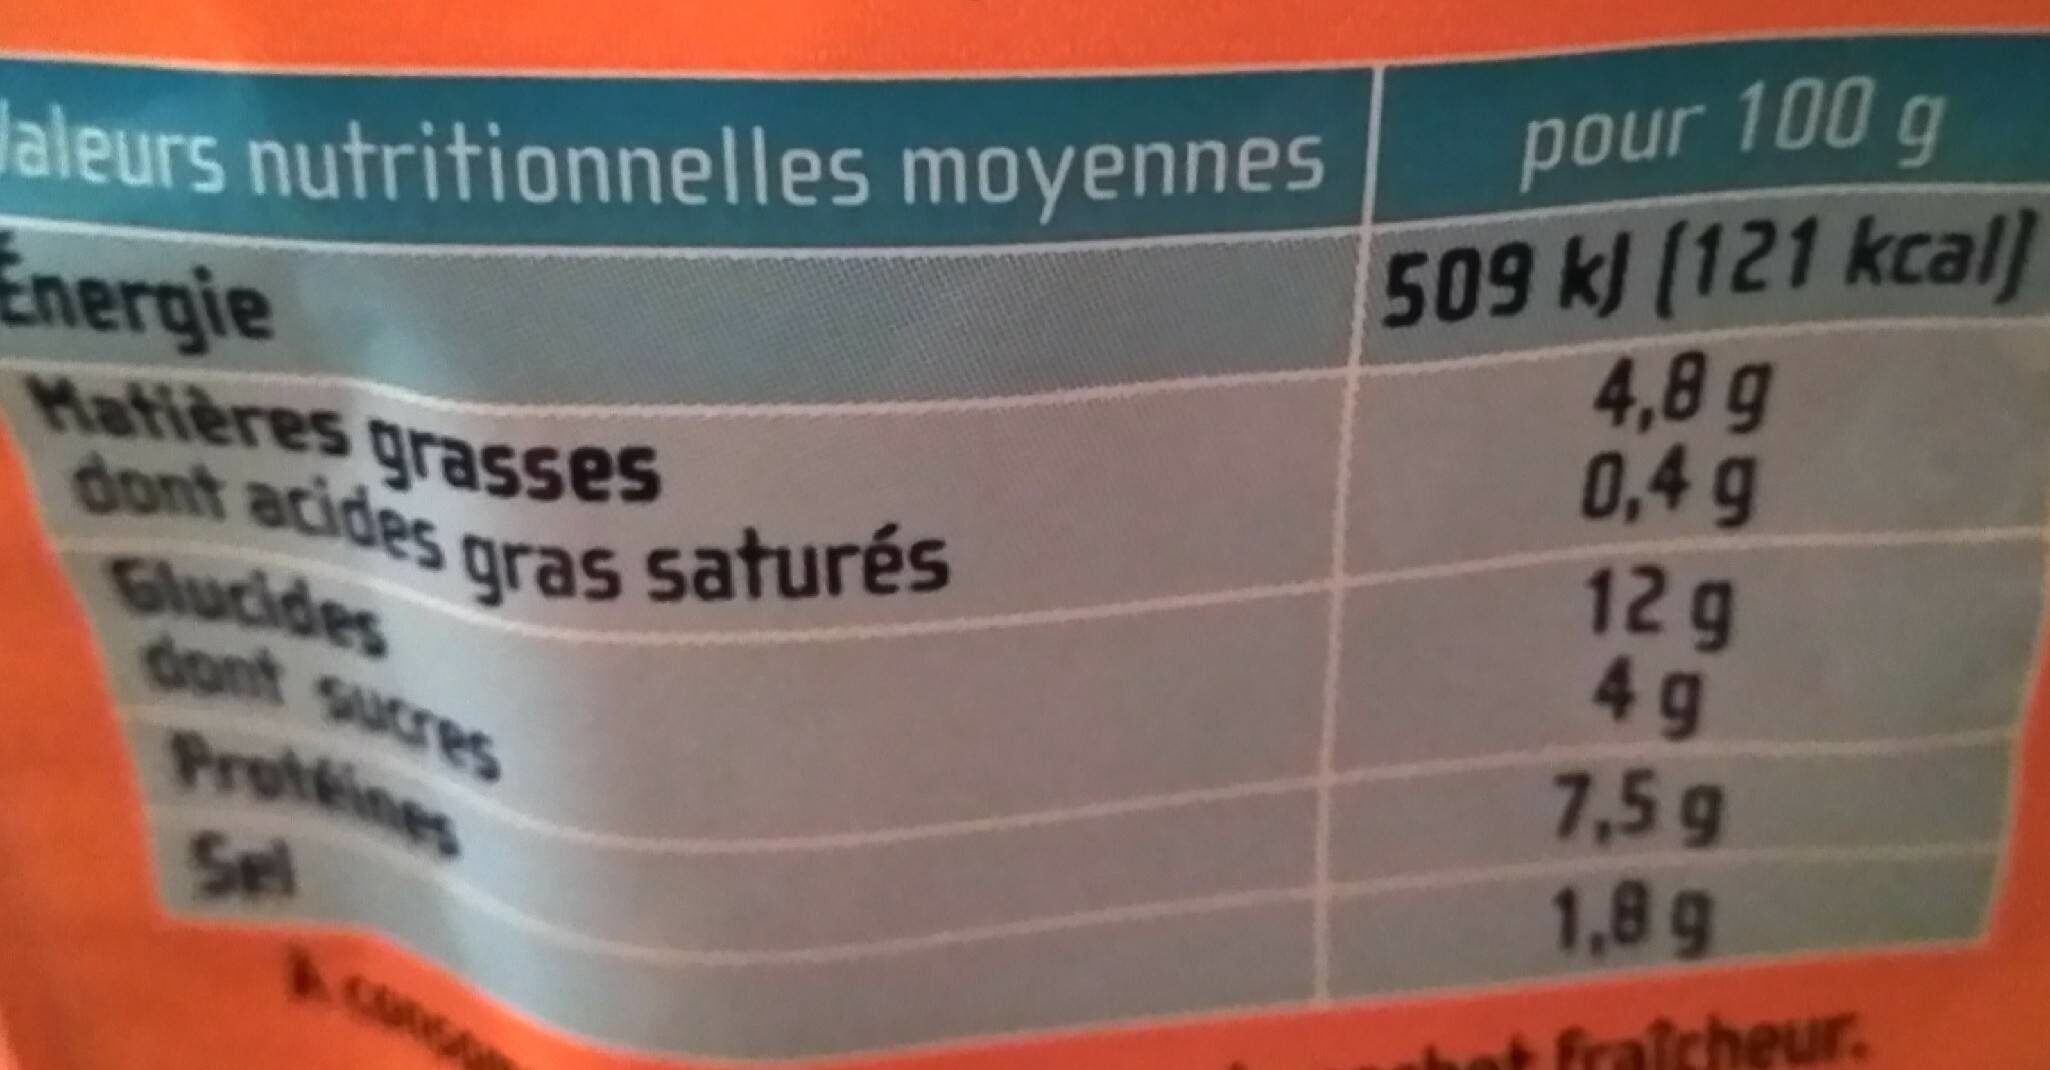 Valeurs nutritionnelles moyennes pour 100 g
Énergie 509 kJ (121 kcal)
Matières grasses 4,8 g
dont acides gras saturés 0,4 g
Glucides 12 g
dont sucres 4 g
Protéines 7,5 g
Sel 1,8 g
À fraîcheur.